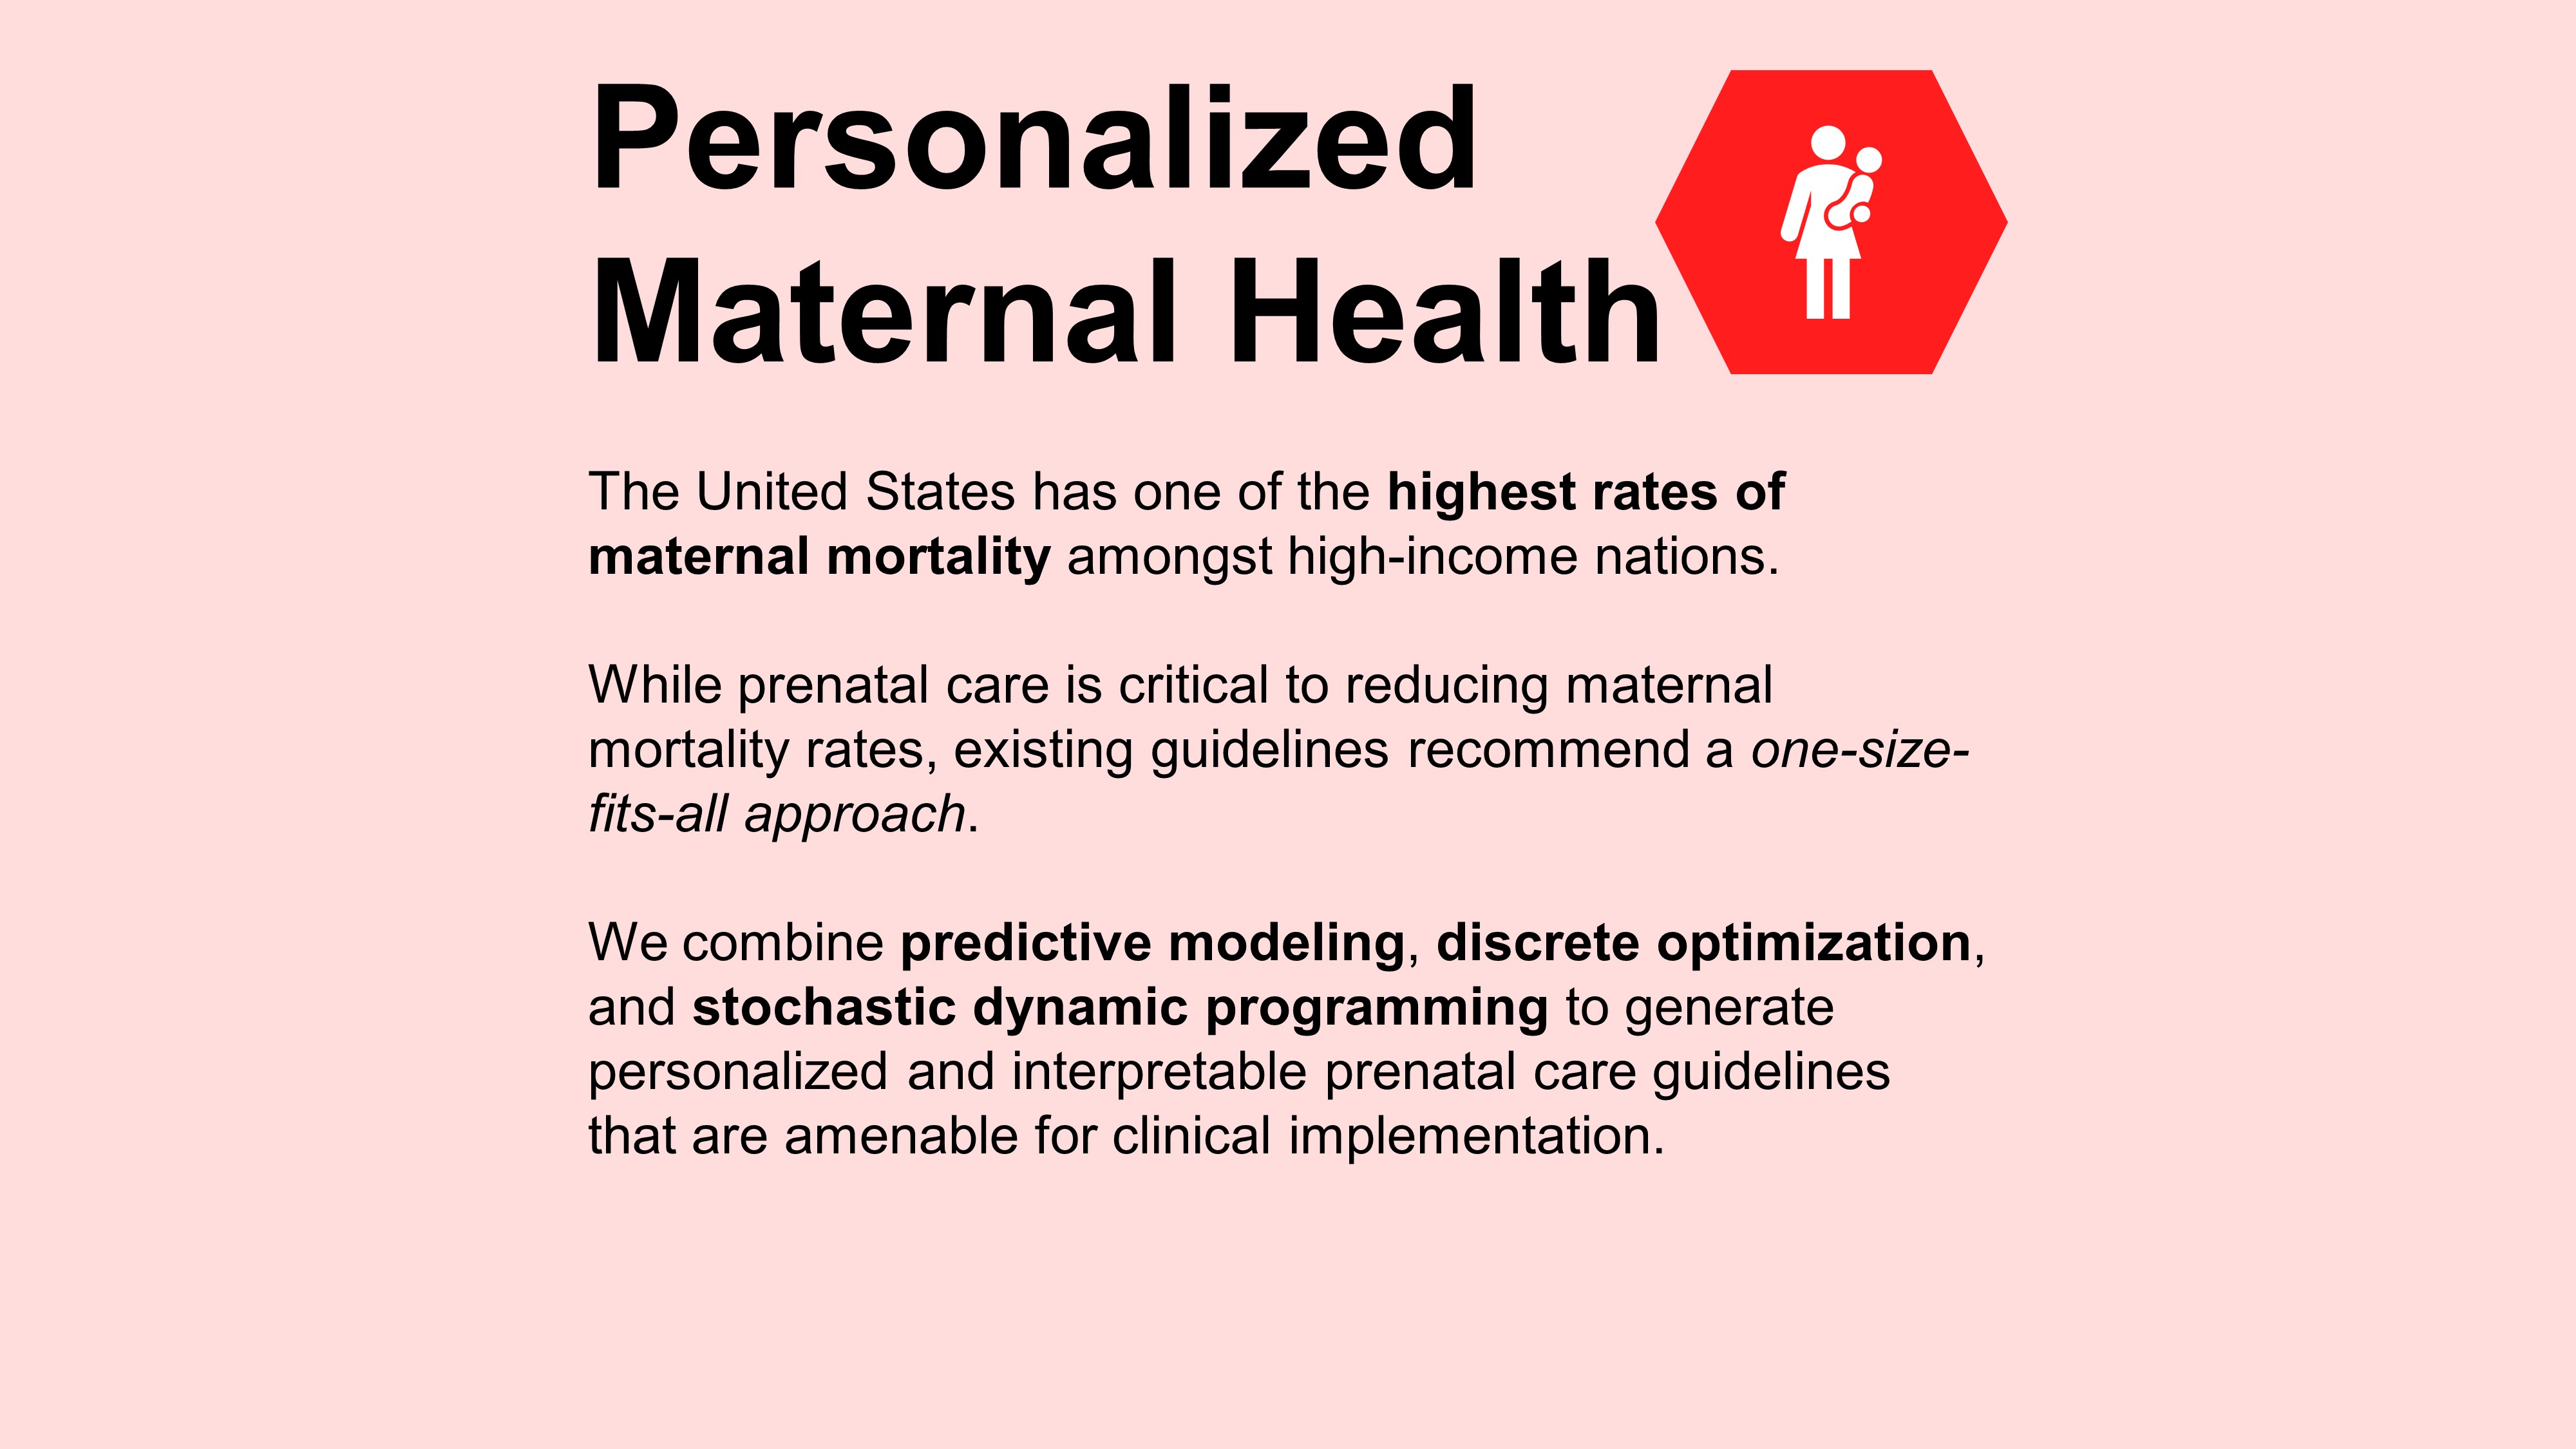 Personalized
Maternal Health
The United States has one of the highest rates of
maternal mortality amongst high-income nations.
While prenatal care is critical to reducing maternal
mortality rates, existing guidelines recommend a one-size-
fits-all approach.
We combine predictive modeling, discrete optimization,
and stochastic dynamic programming to generate
personalized and interpretable prenatal care guidelines
that are amenable for clinical implementation.